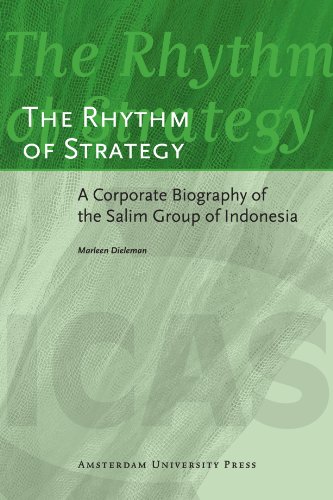 The Rhythm
of Strategy
THE RHYTHM
OF STRATEGY
A Corporate Biography of
the Salim Group of Indonesia
Marleen Dieleman
ICAS
AMSTERDAM UNIVERSITY PRESS